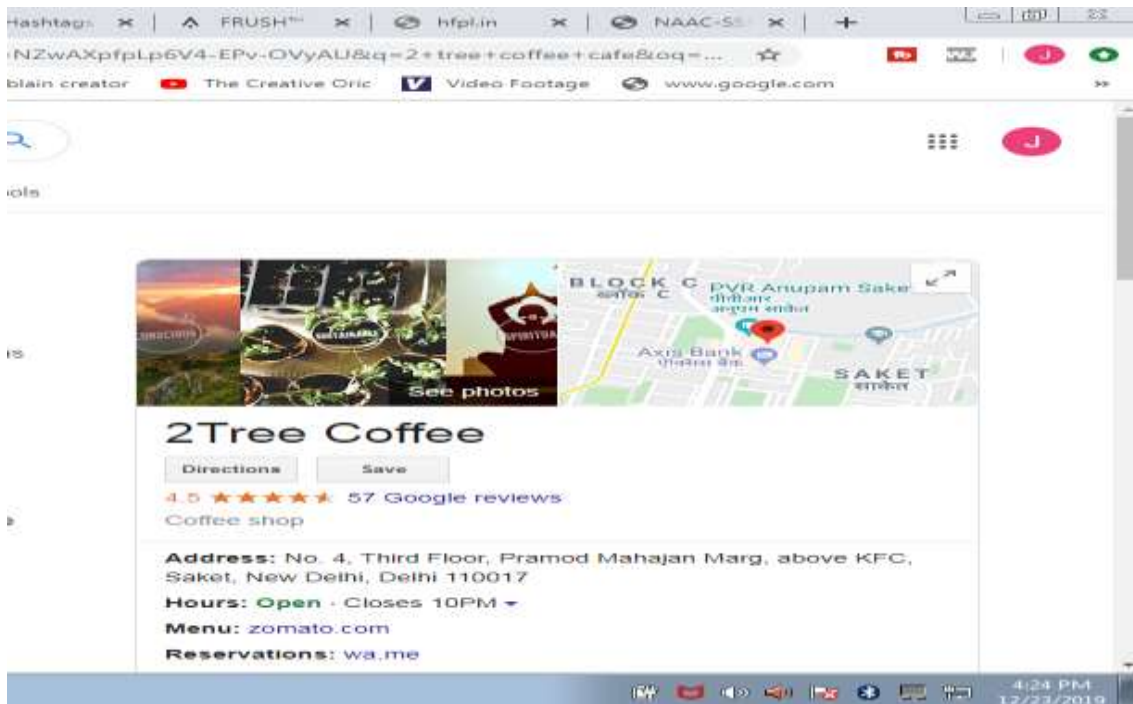 Hashtags
FRUSH™
hfpl.in
NAAC-SS
NZwAXpfpLp6V4-EPv-OVyAU&q=2+tree+coffee+cafe&oq=...
blain creator
The Creative Oric
Video Footage
www.google.com
J
ools
BLOCK C
ब्लॉक C
PVR Anupam Sake
पीवीआर
अनुपम साकेत
Axis Bank
SAKET
साकेत
SUSTAINABLE
See photos
2Tree Coffee
Directions
Save
4.5
57 Google reviews
Coffee shop
Address: No. 4, Third Floor, Pramod Mahajan Marg, above KFC,
Saket, New Delhi, Delhi 110017
Hours: Open · Closes 10PM
Menu: zomato.com
Reservations: wa.me
4:24 PM
12/23/2019